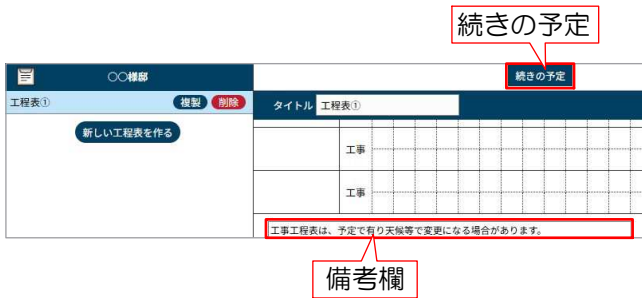 続きの予定
○○様邸
続きの予定
工程表①
複製
削除
タイトル
工程表①
新しい工程表を作る
工事
工事
工事工程表は、予定で有り天候等で変更になる場合があります。
備考欄